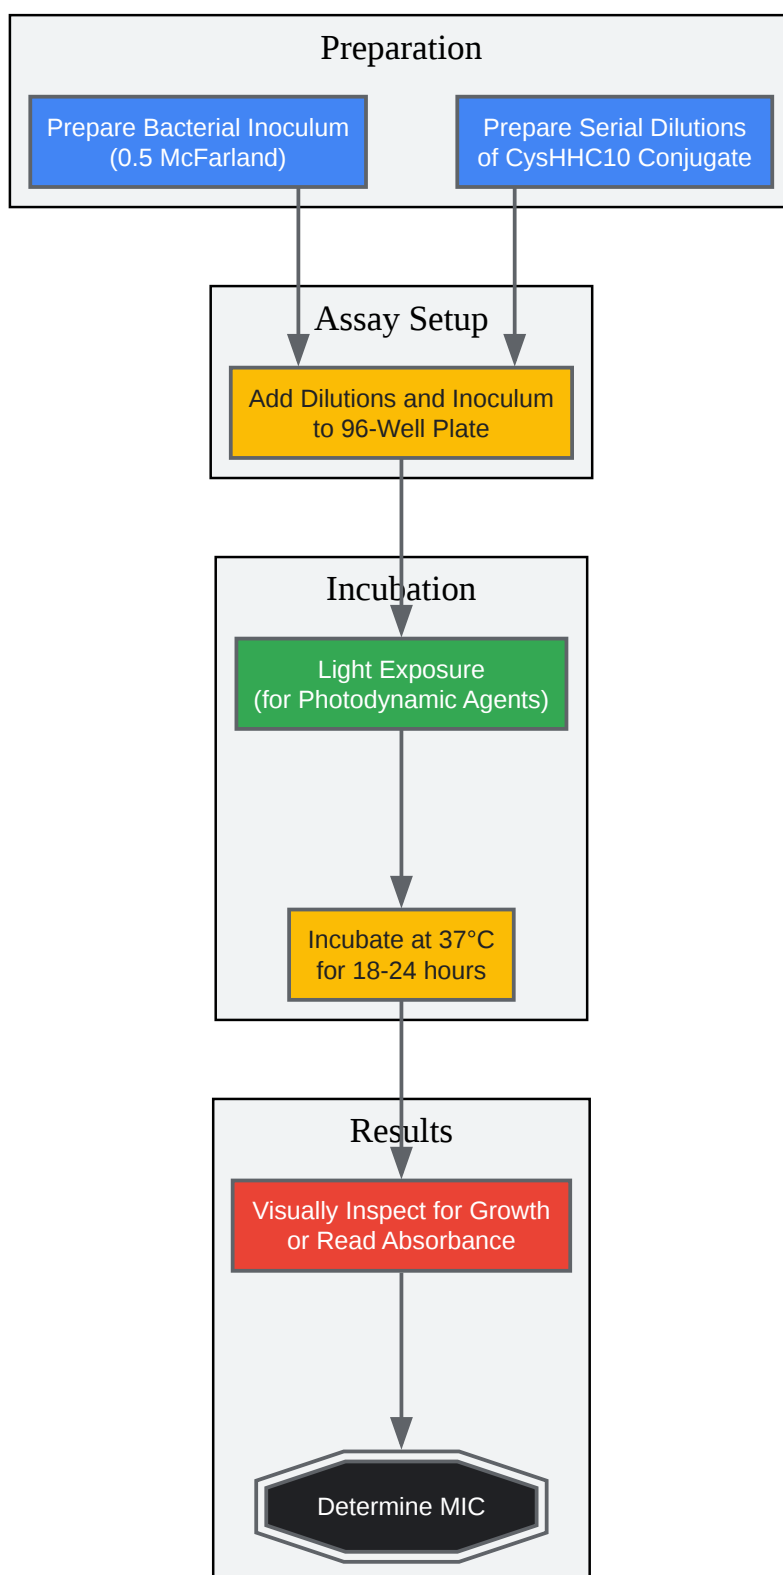 Preparation
Prepare Bacterial Inoculum
(0.5 McFarland)
Prepare Serial Dilutions
of CysHHC10 Conjugate
Assay Setup
Add Dilutions and Inoculum
to 96-Well Plate
Incubation
Light Exposure
(for Photodynamic Agents)
Incubate at 37°C
for 18-24 hours
Results
Visually Inspect for Growth
or Read Absorbance
Determine MIC